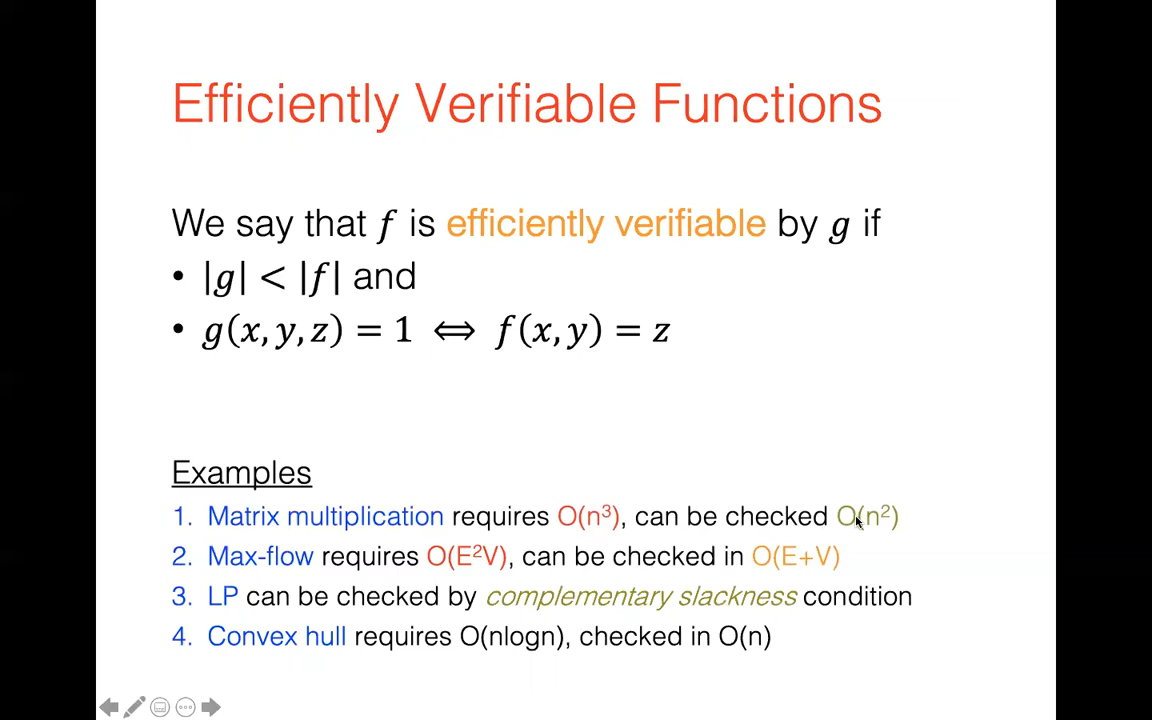 Efficiently Verifiable Functions
We say that f is efficiently verifiable by g if
• |g| < |f| and
• g(x, y, z) = 1 ⟺ f(x, y) = z
Examples
1. Matrix multiplication requires O(n³), can be checked O(n²)
2. Max-flow requires O(E²V), can be checked in O(E+V)
3. LP can be checked by complementary slackness condition
4. Convex hull requires O(nlogn), checked in O(n)